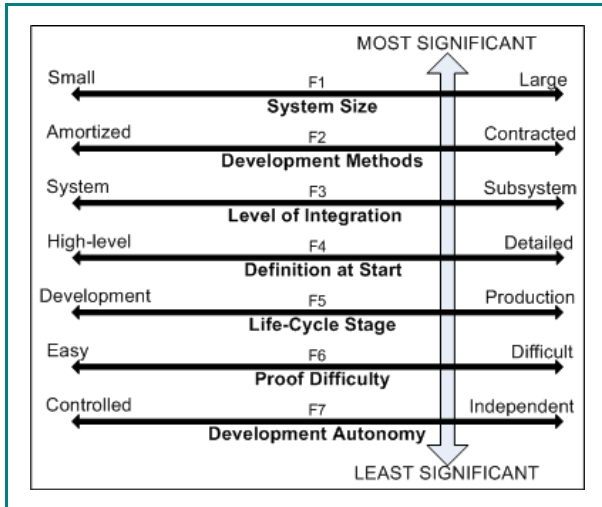 MOST SIGNIFICANT
Small F1 Large
System Size
Amortized F2 Contracted
Development Methods
System F3 Subsystem
Level of Integration
High-level F4 Detailed
Definition at Start
Development F5 Production
Life-Cycle Stage
Easy F6 Difficult
Proof Difficulty
Controlled F7 Independent
Development Autonomy
LEAST SIGNIFICANT